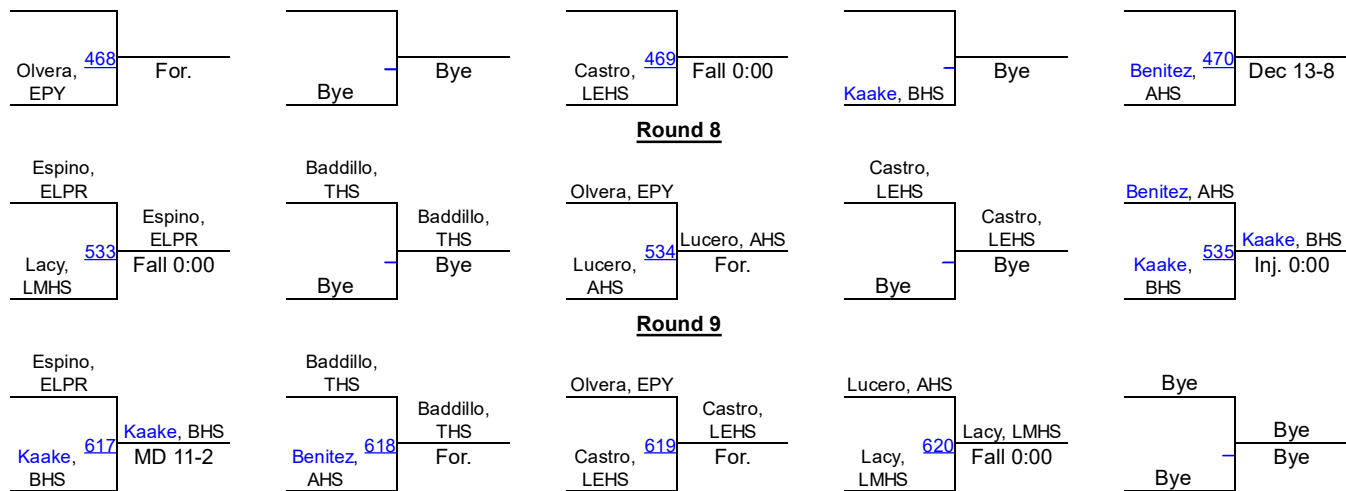 Olvera,
EPY
468
For.
Bye
Bye
Castro,
LEHS
469
Fall 0:00
Kaake, BHS
Bye
Benitez,
AHS
470
Dec 13-8
Round 8
Espino,
ELPR
Lacy,
LMHS
533
Espino,
ELPR
Fall 0:00
Baddillo,
THS
Bye
Baddillo,
THS
Bye
Olvera, EPY
Lucero,
AHS
534
Lucero, AHS
For.
Castro,
LEHS
Bye
Castro,
LEHS
Bye
Benitez, AHS
Kaake,
BHS
535
Kaake, BHS
Inj. 0:00
Round 9
Espino,
ELPR
Kaake,
BHS
617
Kaake, BHS
MD 11-2
Baddillo,
THS
Benitez,
AHS
618
Baddillo,
THS
For.
Olvera, EPY
Castro,
LEHS
619
Castro,
LEHS
For.
Lucero, AHS
Lacy,
LMHS
620
Lacy, LMHS
Fall 0:00
Bye
Bye
Bye
Bye